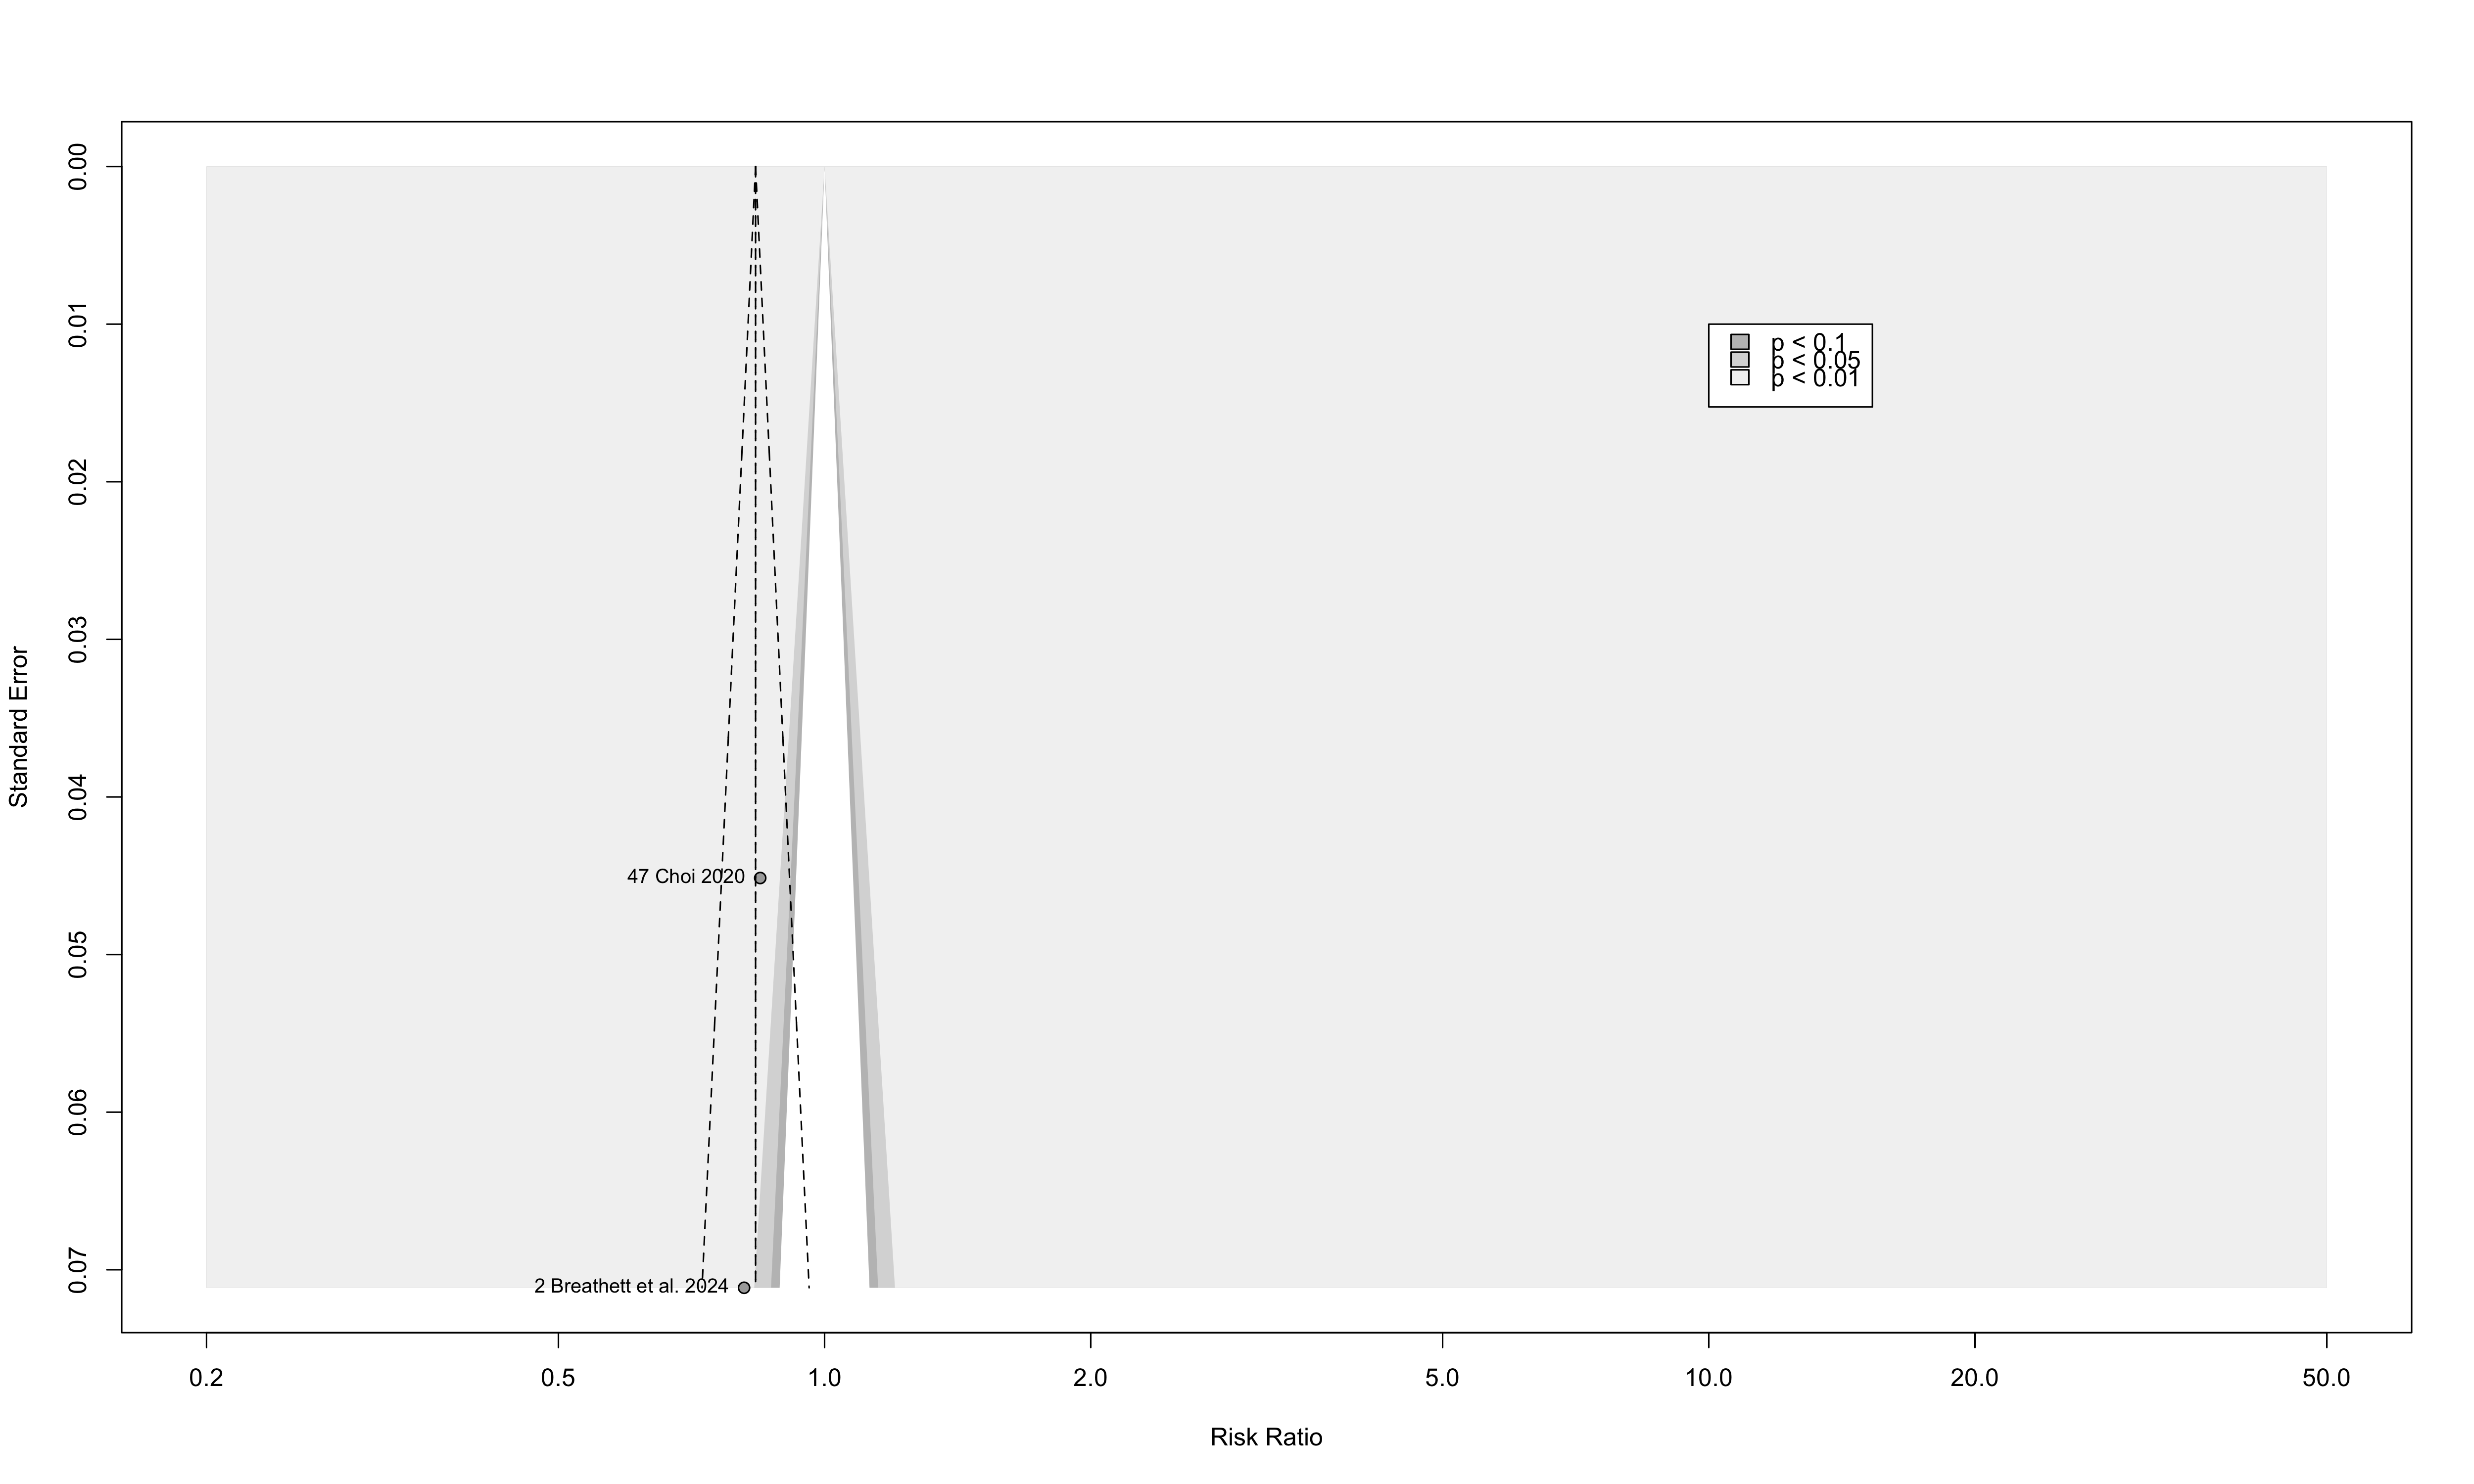 0.00
0.01
0.02
0.03
0.04
0.05
0.06
0.07
Standard Error
p < 0.1
p < 0.05
p < 0.01
47 Choi 2020
2 Breathett et al. 2024
0.2 0.5 1.0 2.0 5.0 10.0 20.0 50.0
Risk Ratio